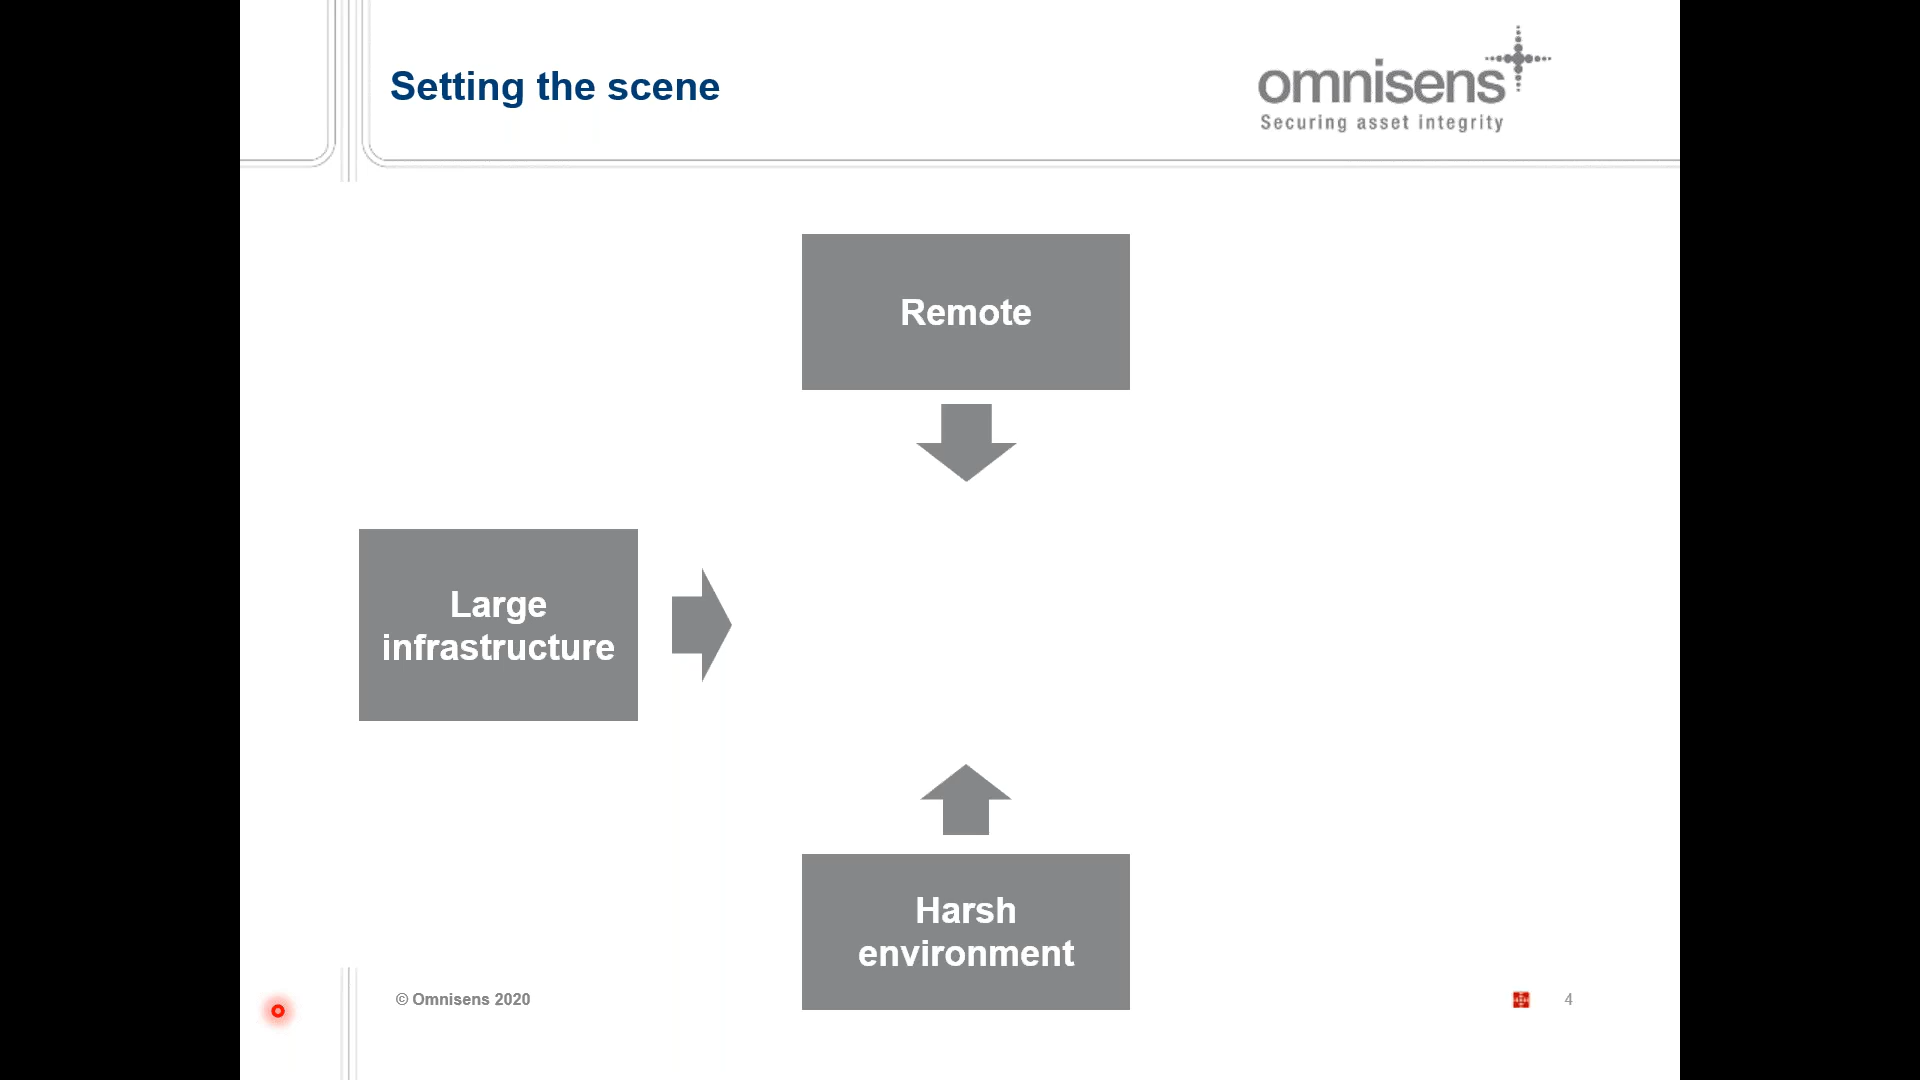 Setting the scene
omnisens
Securing asset integrity
Remote
Large
infrastructure
Harsh
environment
© Omnisens 2020
4